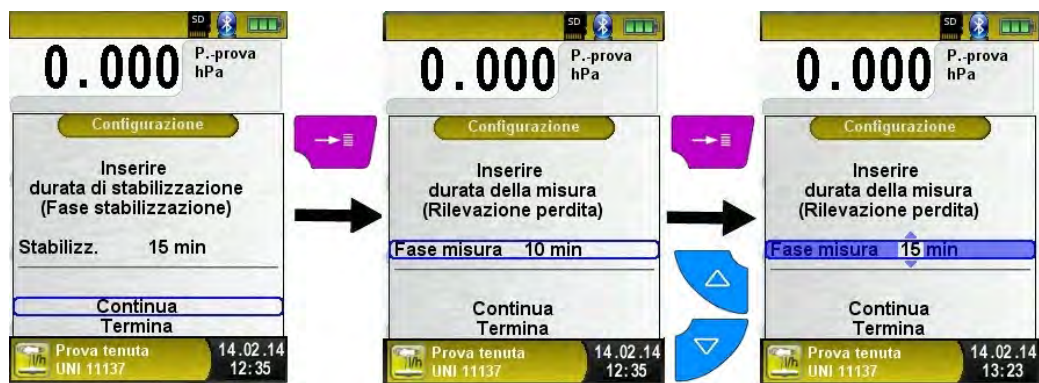 SD
0.000
P.-prova
hPa
Configurazione
Inserire
durata di stabilizzazione
(Fase stabilizzazione)
Stabilizz. 15 min
Continua
Termina
l/h
Prova tenuta
UNI 11137
14.02.14
12:35
SD
0.000
P.-prova
hPa
Configurazione
Inserire
durata della misura
(Rilevazione perdita)
Fase misura 10 min
Continua
Termina
l/h
Prova tenuta
UNI 11137
14.02.14
12:35
SD
0.000
P.-prova
hPa
Configurazione
Inserire
durata della misura
(Rilevazione perdita)
Fase misura 15 min
Continua
Termina
l/h
Prova tenuta
UNI 11137
14.02.14
13:23